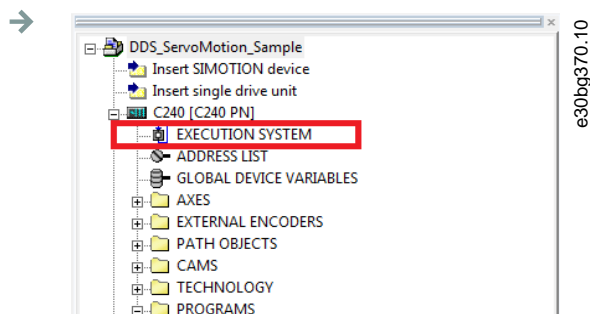 DDS_ServoMotion_Sample
Insert SIMOTION device
Insert single drive unit
C240 [C240 PN]
EXECUTION SYSTEM
ADDRESS LIST
GLOBAL DEVICE VARIABLES
AXES
EXTERNAL ENCODERS
PATH OBJECTS
CAMS
TECHNOLOGY
PROGRAMS
e30bg370.10